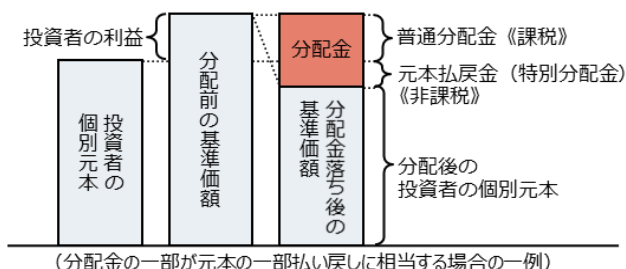 投資者の利益
分配金
普通分配金《課税》
元本払戻金（特別分配金）
《非課税》
投資者の
個別元本
分配前の基準価額
分配金落ち後の
基準価額
分配後の
投資者の個別元本
（分配金の一部が元本の一部払い戻しに相当する場合の一例）